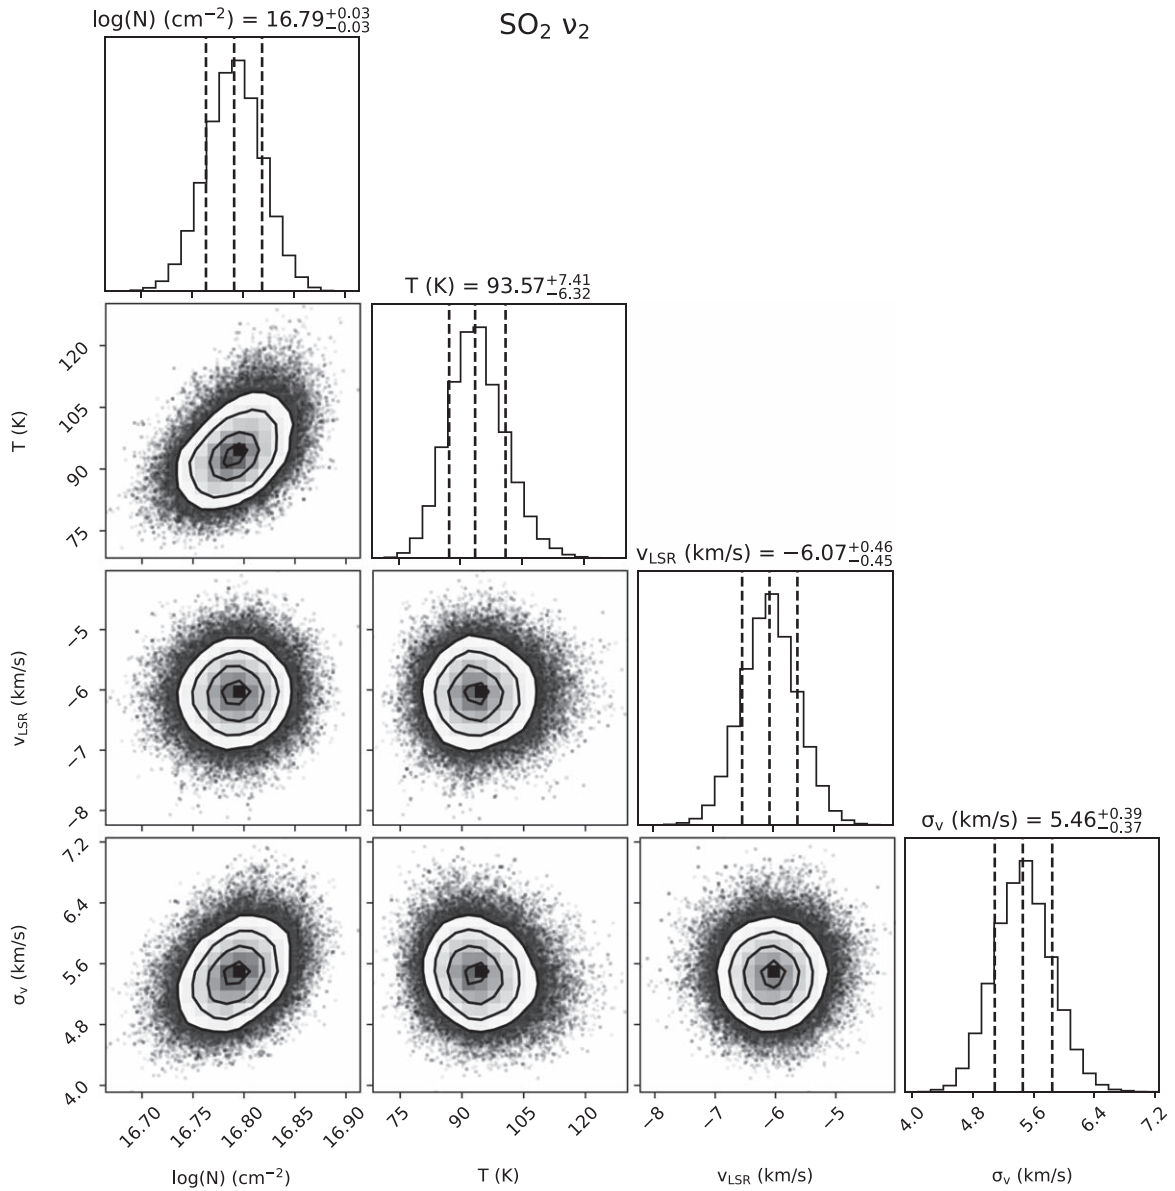 log(N) (cm⁻²) = 16.79⁺⁰·⁰³₋₀.₀₃
SO₂ ν₂
T (K) = 93.57⁺⁷·⁴¹₋₆.₃₂
120
105
90
75
T (K)
v_LSR (km/s) = −6.07⁺⁰·⁴⁶₋₀.₄₅
−5
−6
−7
−8
v_LSR (km/s)
σᵥ (km/s) = 5.46⁺⁰·³⁹₋₀.₃₇
7.2
6.4
5.6
4.8
4.0
σᵥ (km/s)
16.70 16.75 16.80 16.85 16.90
75 90 105 120
−8 −7 −6 −5
4.0 4.8 5.6 6.4 7.2
log(N) (cm⁻²)
T (K)
v_LSR (km/s)
σᵥ (km/s)